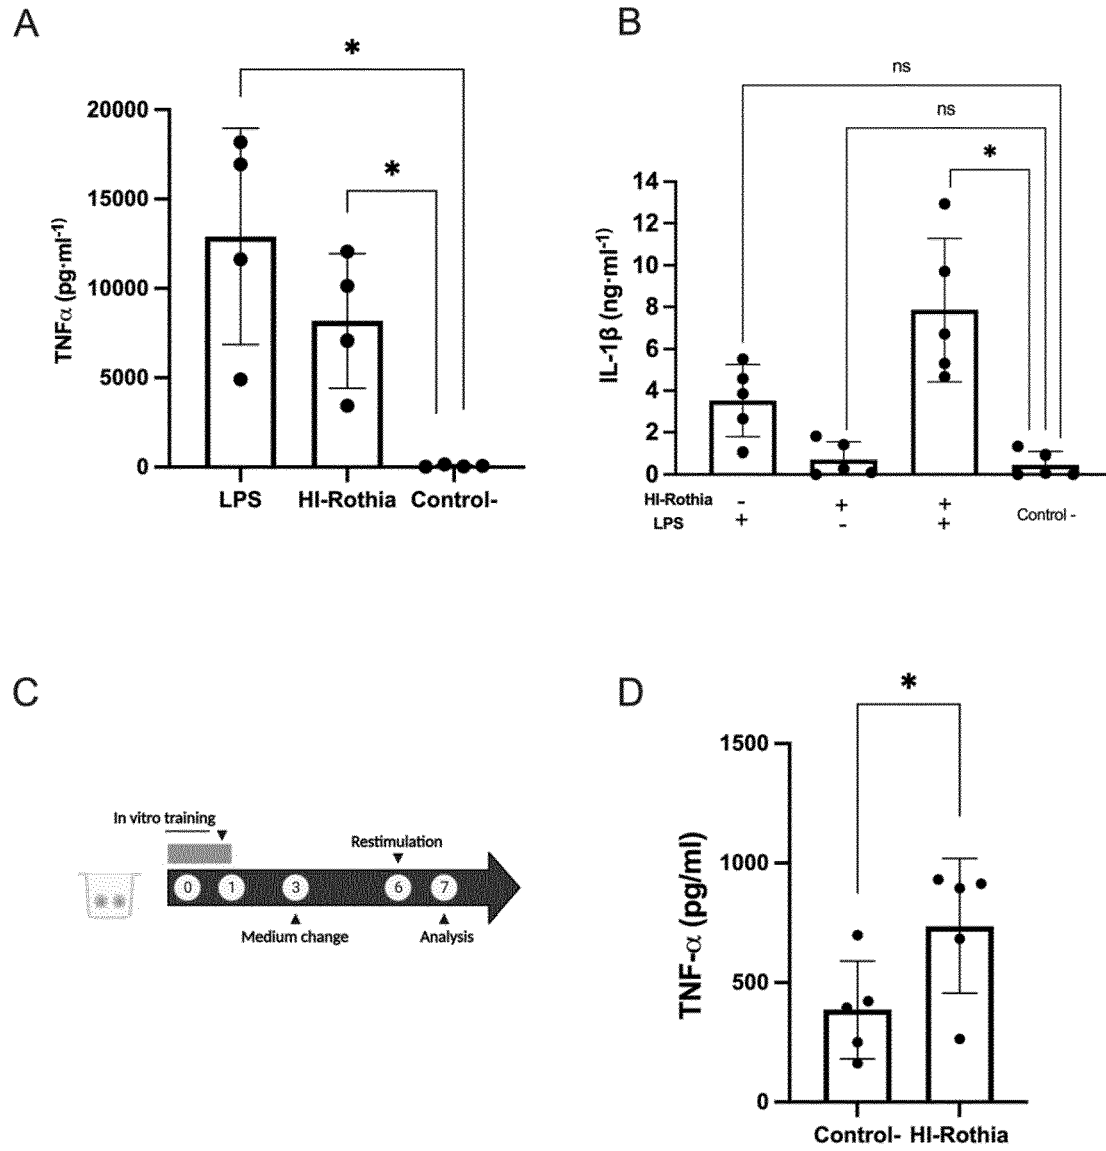 A
*
*
20000
15000
10000
5000
0
TNFα (pg·ml⁻¹)
LPS
HI-Rothia
Control-
B
ns
ns
*
14
12
10
8
6
4
2
0
IL-1β (ng·ml⁻¹)
HI-Rothia - + +
LPS + - +
Control -
C
In vitro training
Restimulation
0 1 3 6 7
Medium change
Analysis
D
*
1500
1000
500
0
TNF-α (pg/ml)
Control- HI-Rothia